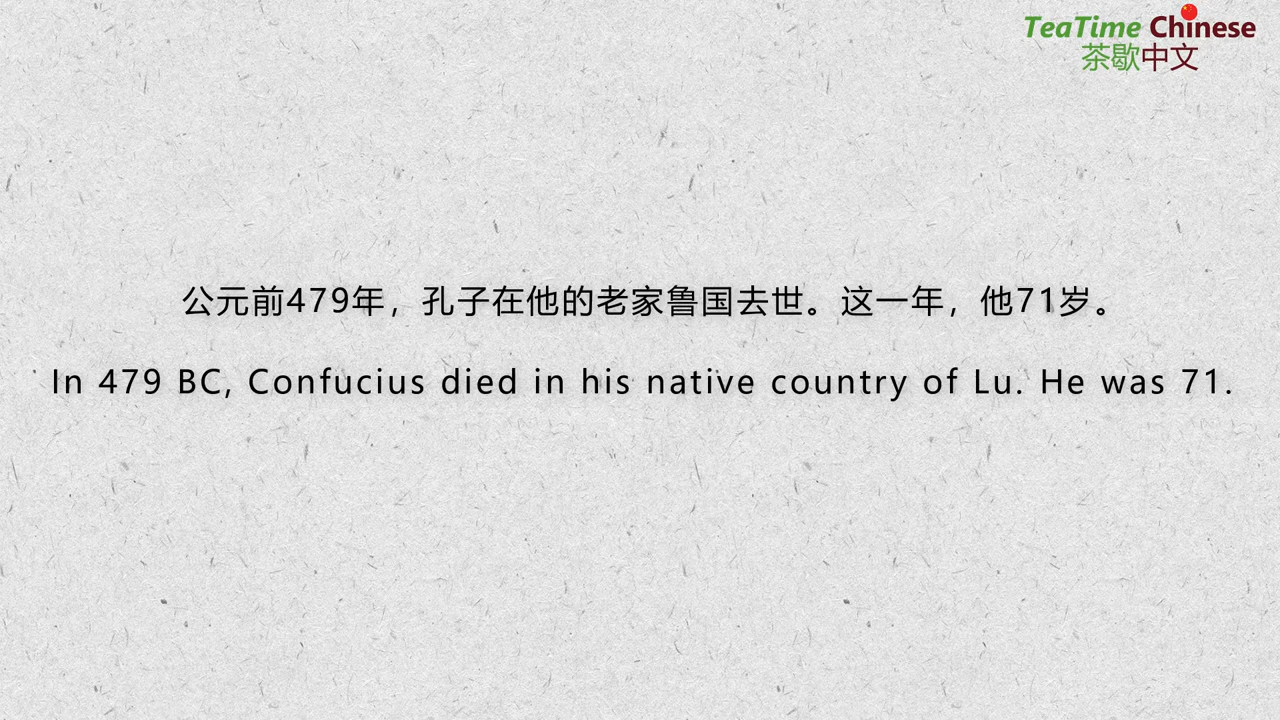 TeaTime Chinese
茶歇中文
公元前479年，孔子在他的老家鲁国去世。这一年，他71岁。
In 479 BC, Confucius died in his native country of Lu. He was 71.